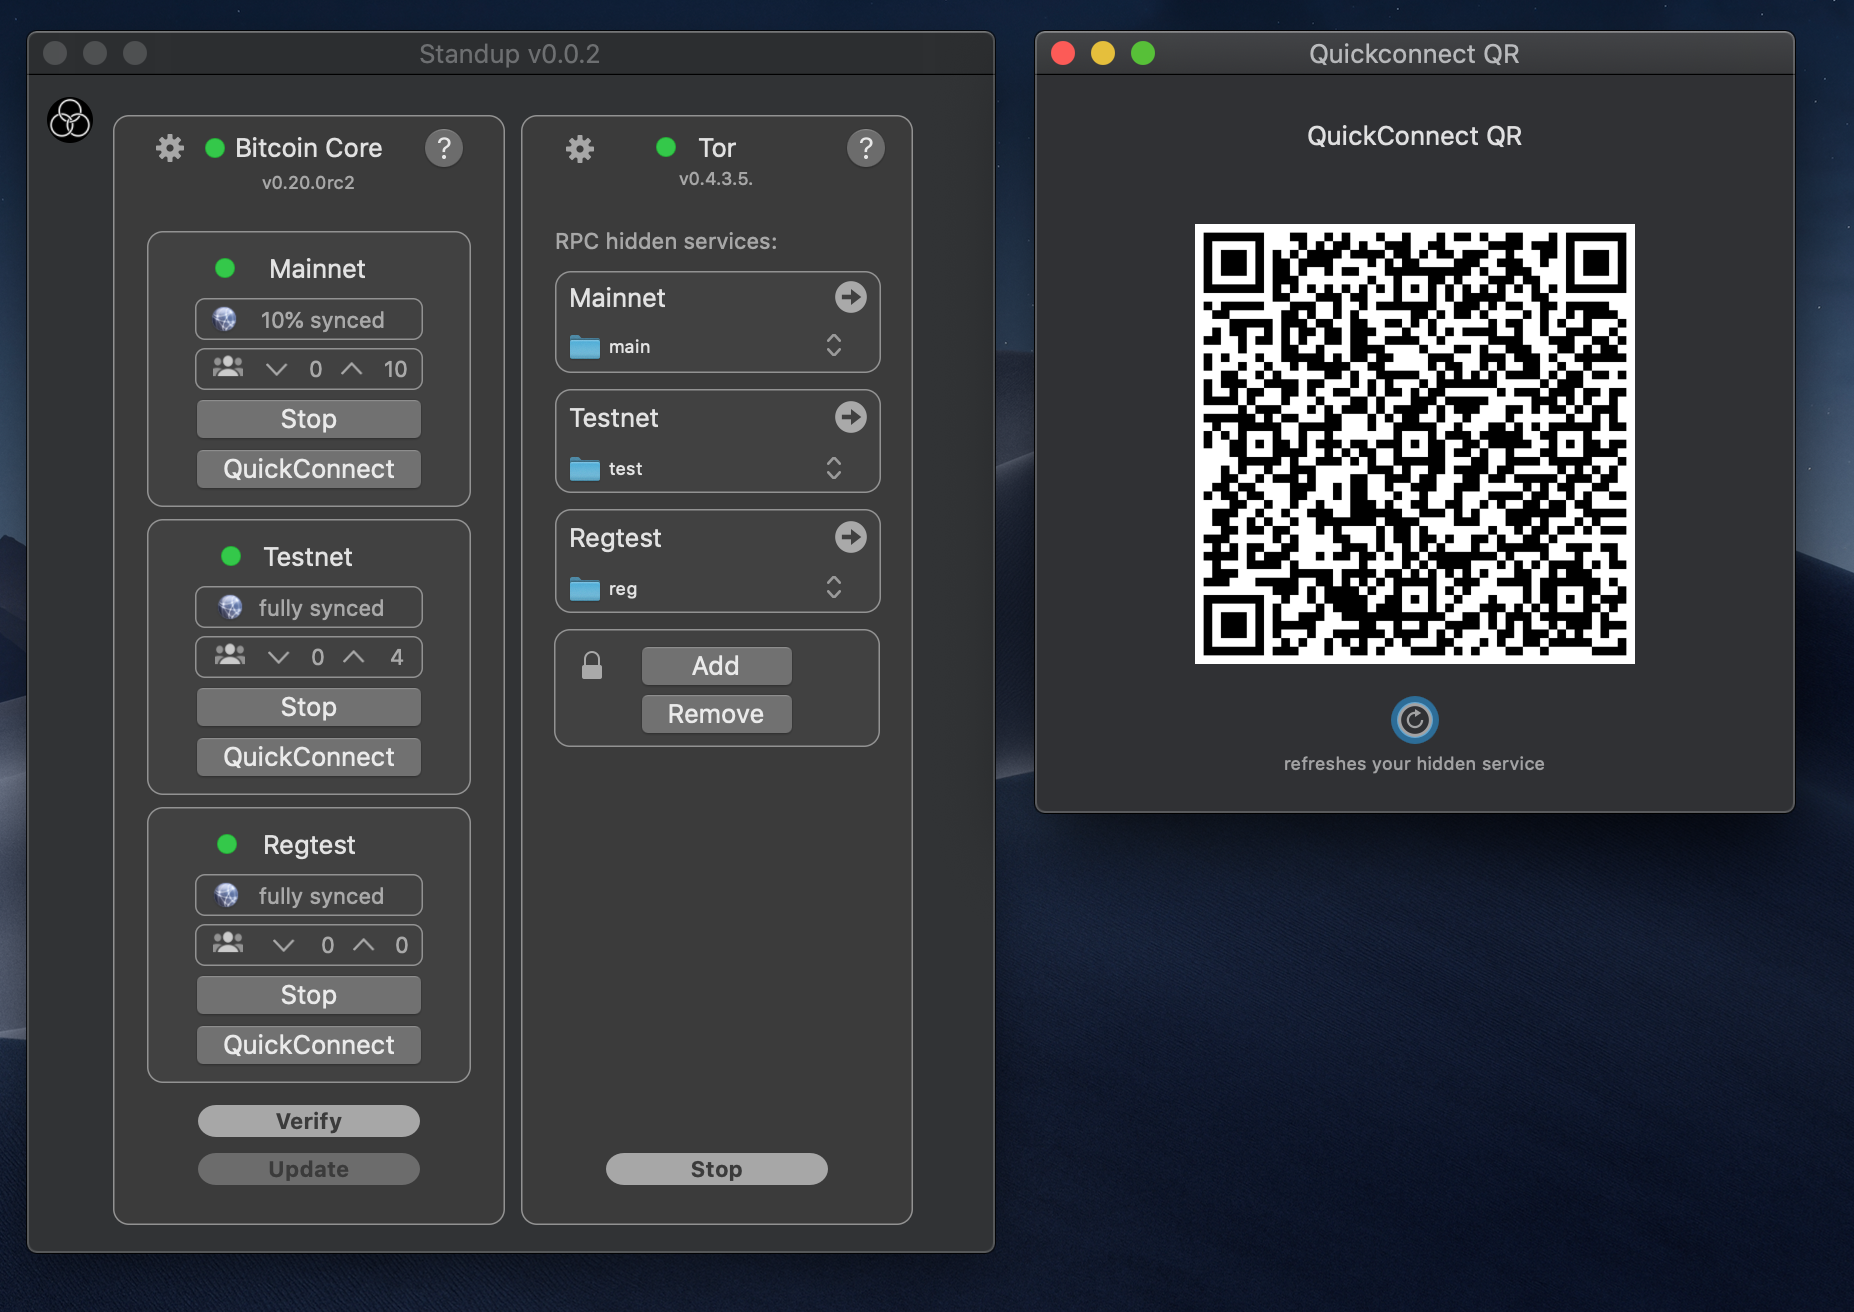 Standup v0.0.2
Bitcoin Core
?
v0.20.0rc2
Mainnet
10% synced
0 10
Stop
QuickConnect
Testnet
fully synced
0 4
Stop
QuickConnect
Regtest
fully synced
0 0
Stop
QuickConnect
Verify
Update
Tor
?
v0.4.3.5.
RPC hidden services:
Mainnet
main
Testnet
test
Regtest
reg
Add
Remove
Stop
Quickconnect QR
QuickConnect QR
refreshes your hidden service